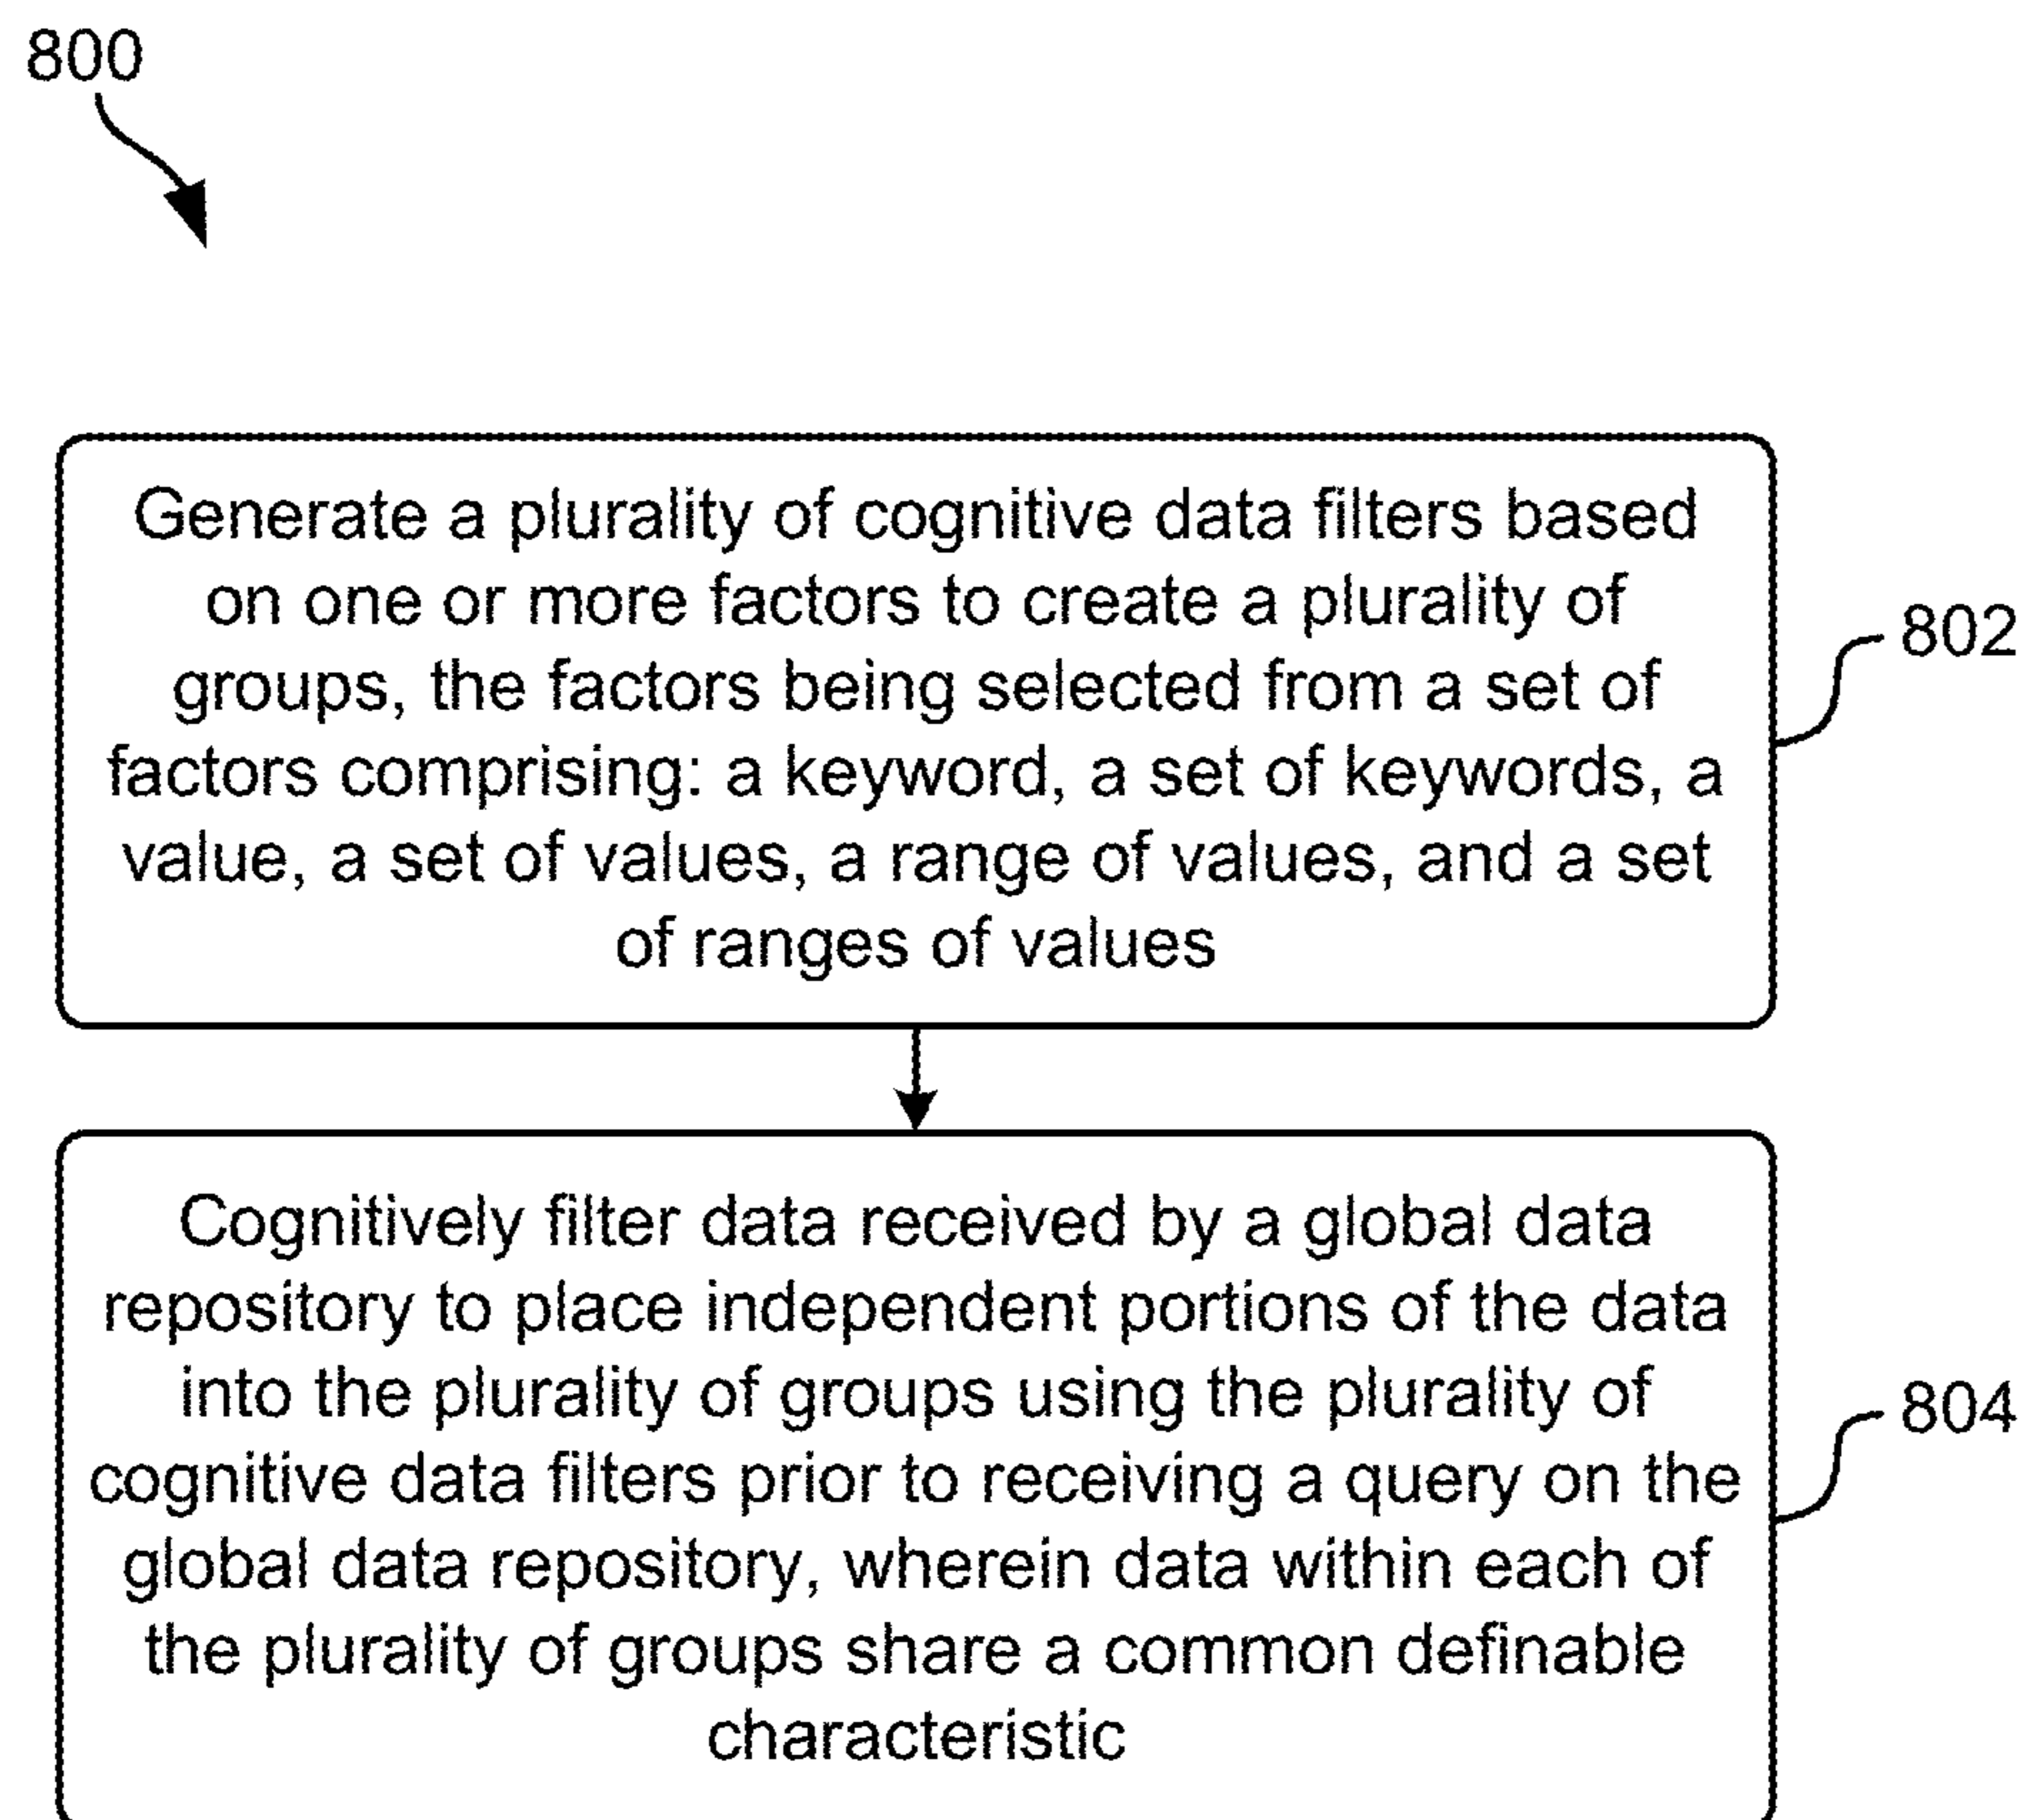 800
Generate a plurality of cognitive data filters based
on one or more factors to create a plurality of
groups, the factors being selected from a set of
factors comprising: a keyword, a set of keywords, a
value, a set of values, a range of values, and a set
of ranges of values
802
Cognitively filter data received by a global data
repository to place independent portions of the data
into the plurality of groups using the plurality of
cognitive data filters prior to receiving a query on the
global data repository, wherein data within each of
the plurality of groups share a common definable
characteristic
804